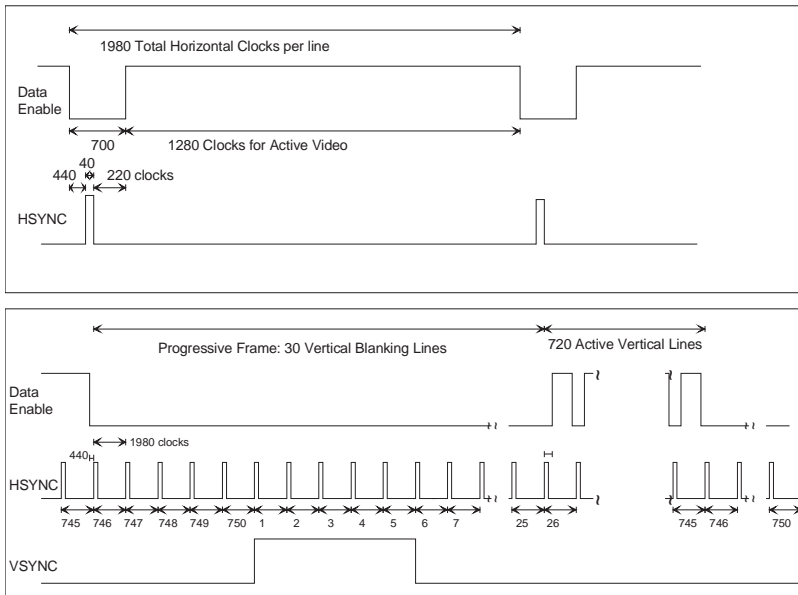 1980 Total Horizontal Clocks per line
Data
Enable
700
1280 Clocks for Active Video
40
440
220 clocks
HSYNC
Progressive Frame: 30 Vertical Blanking Lines
720 Active Vertical Lines
Data
Enable
1980 clocks
440
HSYNC
745 746 747 748 749 750 1 2 3 4 5 6 7 25 26 745 746 750
VSYNC